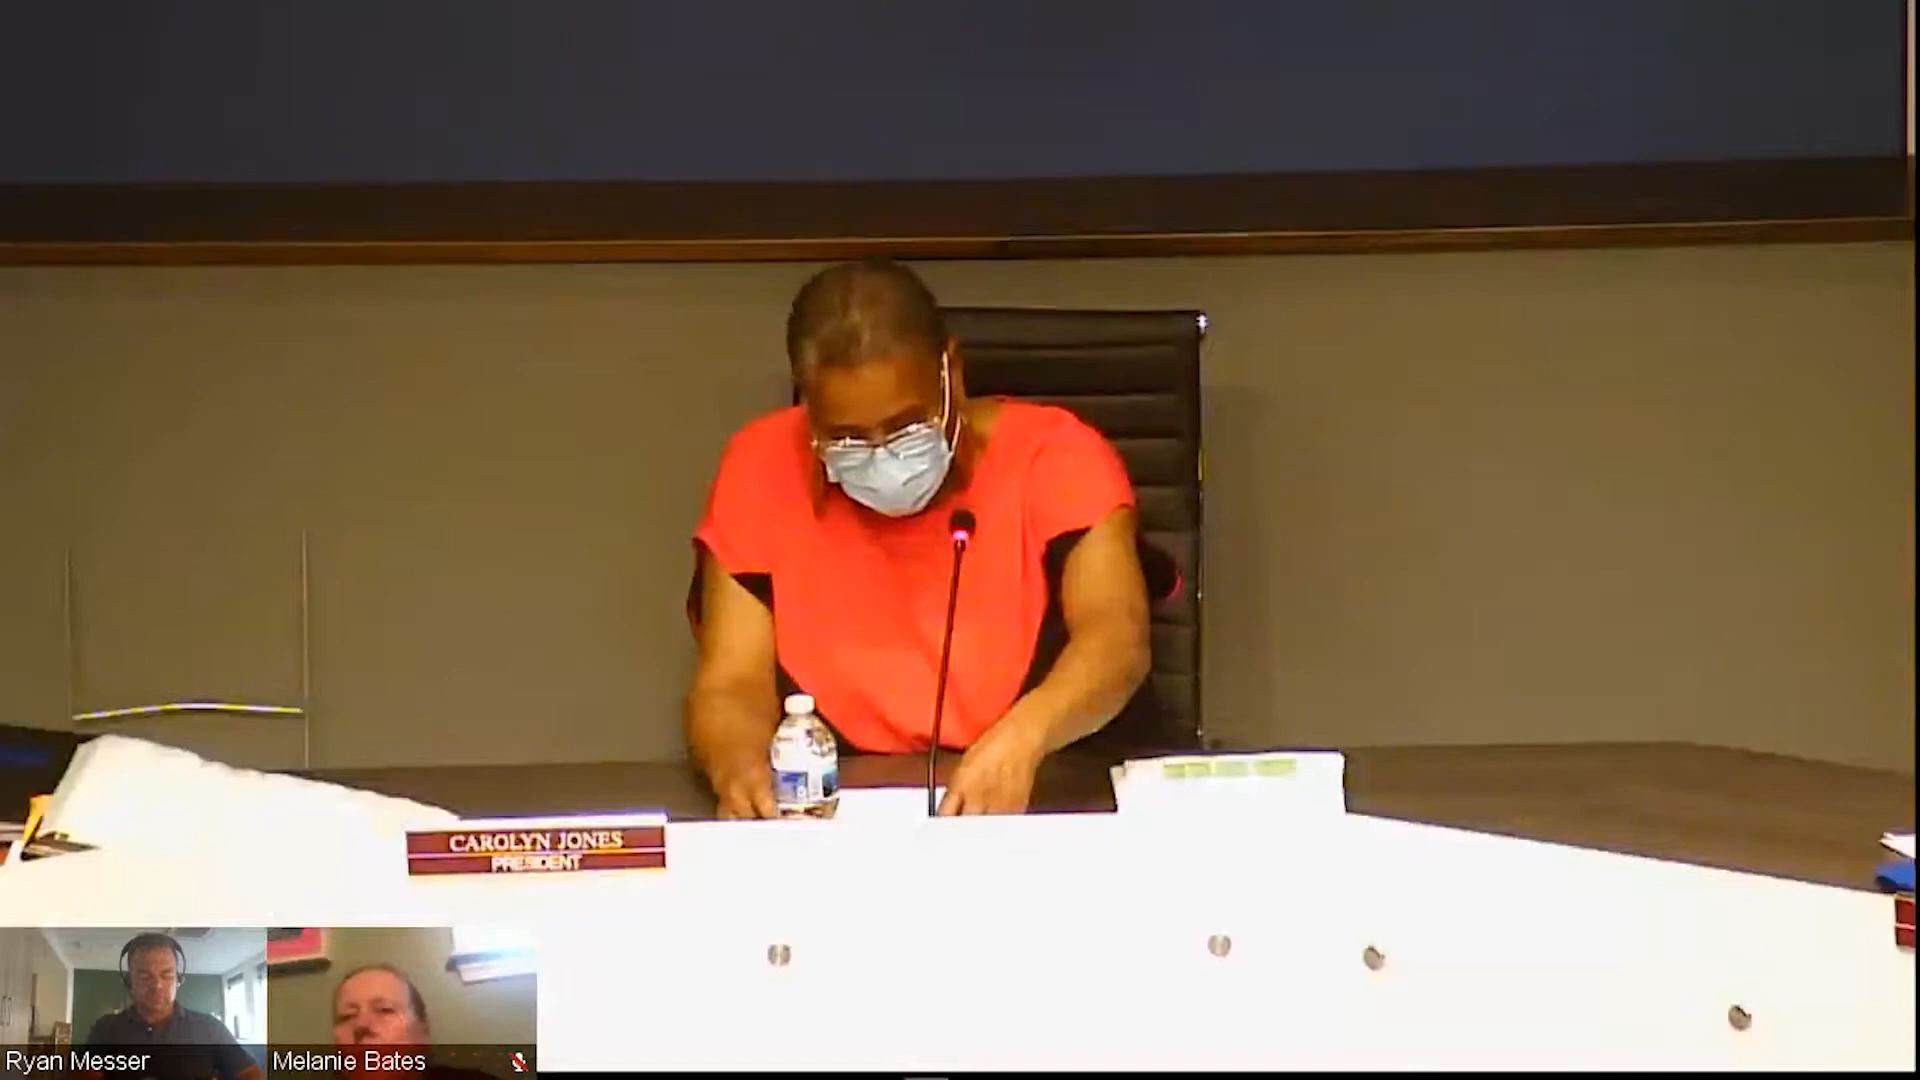 CAROLYN JONES
PRESIDENT
Ryan Messer
Melanie Bates